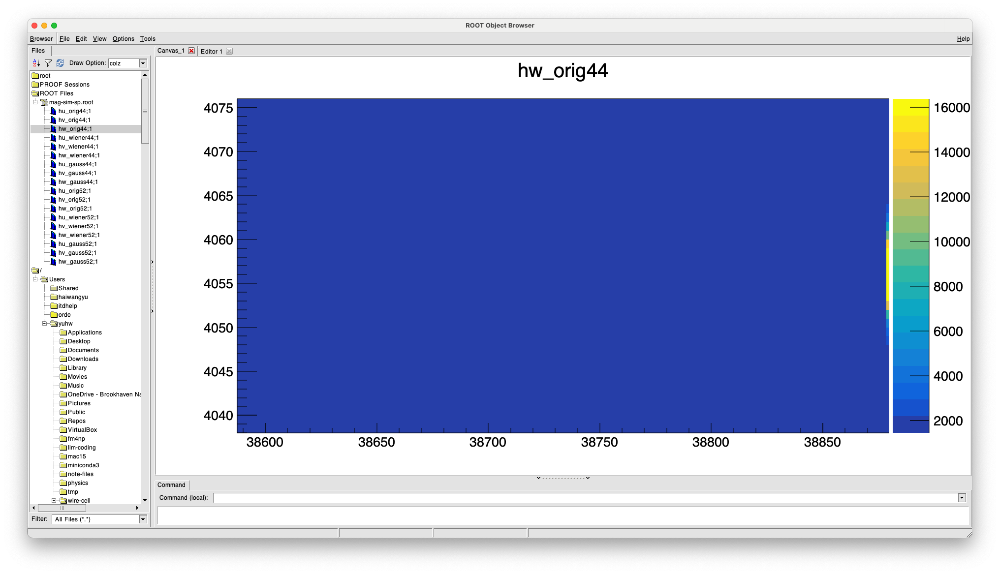 ROOT Object Browser
Browser File Edit View Options Tools Help
Files
Draw Option: colz
root
PROOF Sessions
ROOT Files
mag-sim-sp.root
hu_orig44;1
hv_orig44;1
hw_orig44;1
hu_wiener44;1
hv_wiener44;1
hw_wiener44;1
hu_gauss44;1
hv_gauss44;1
hw_gauss44;1
hu_orig52;1
hv_orig52;1
hw_orig52;1
hu_wiener52;1
hv_wiener52;1
hw_wiener52;1
hu_gauss52;1
hv_gauss52;1
hw_gauss52;1
/
Users
Shared
haiwangyu
itdhelp
ordo
yuhw
Applications
Desktop
Documents
Downloads
Library
Movies
Music
OneDrive - Brookhaven Na
Pictures
Public
Repos
VirtualBox
fm4np
llm-coding
mac15
miniconda3
note-files
physics
tmp
wire-cell
Filter: All Files (*.*)
Canvas_1 Editor 1
hw_orig44
4075
4070
4065
4060
4055
4050
4045
4040
38600 38650 38700 38750 38800 38850
16000
14000
12000
10000
8000
6000
4000
2000
Command
Command (local):